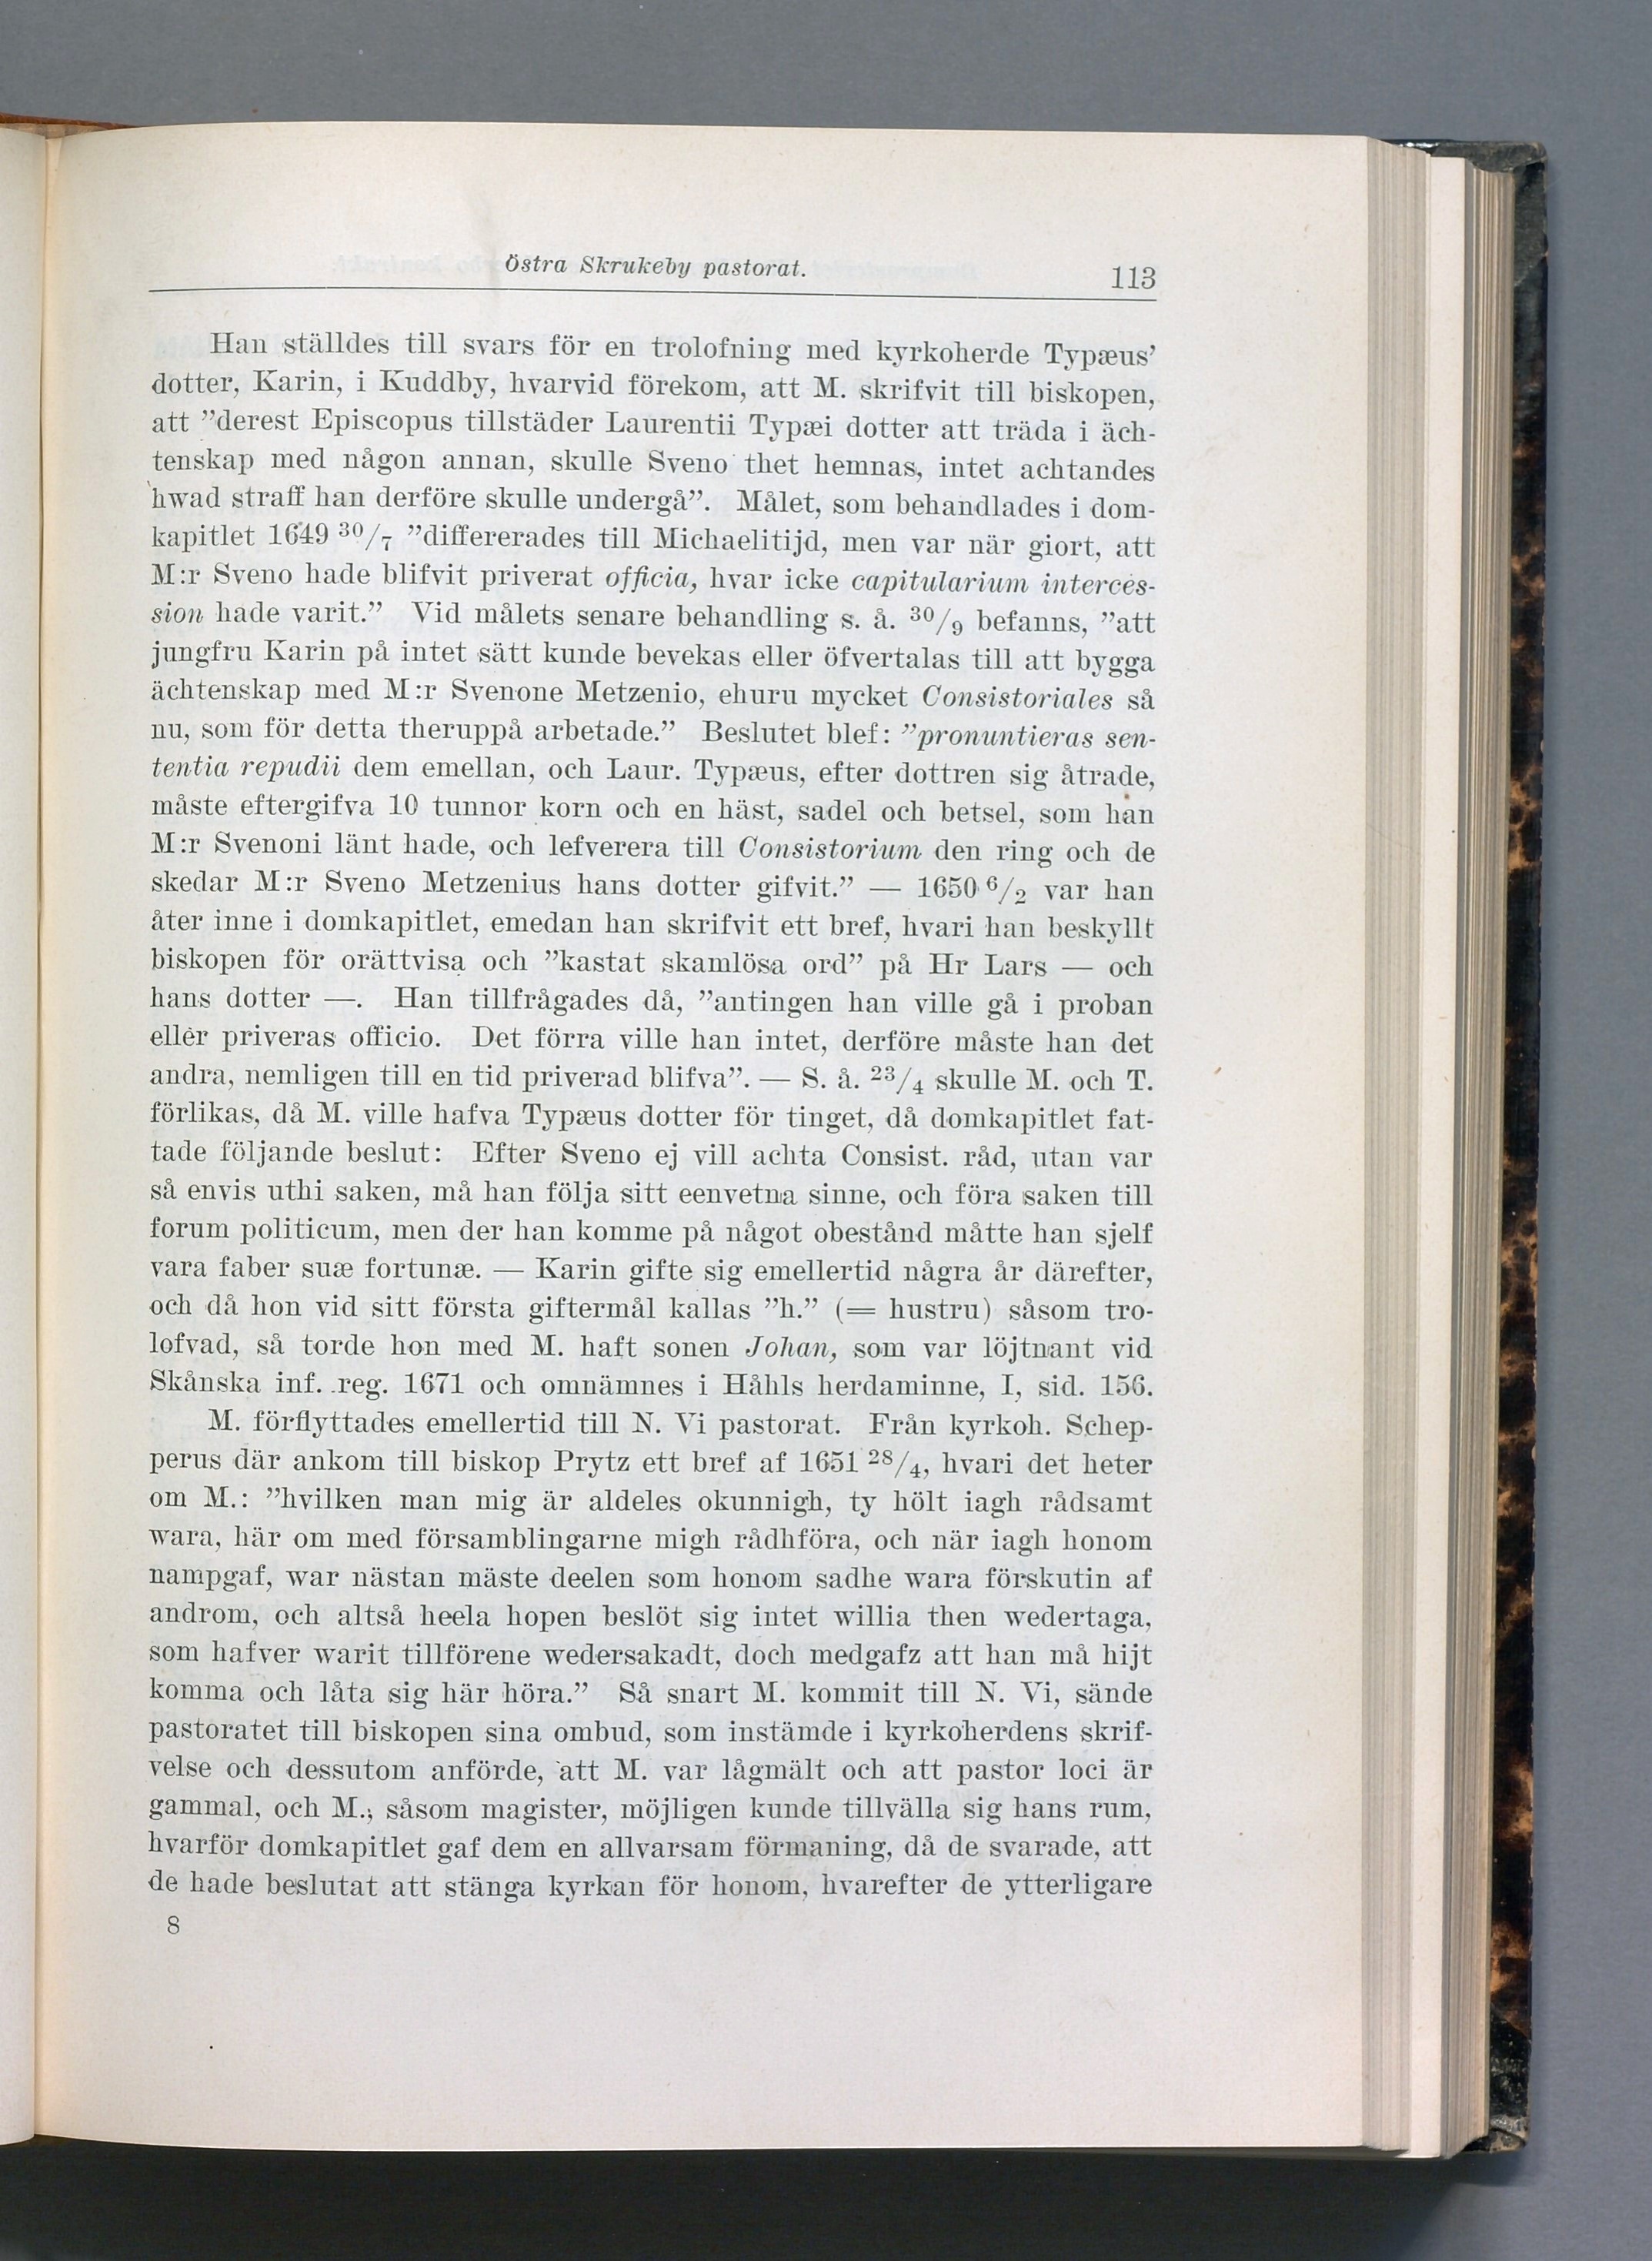 Östra Skrukeby pastorat.
113
Han ställdes till svars för en trolofning med kyrkoherde Typæus’
dotter, Karin, i Kuddby, hvarvid förekom, att M. skrifvit till biskopen,
att ”derest Episcopus tillstäder Laurentii Typæi dotter att träda i äch-
tenskap med någon annan, skulle Sveno thet hemnas, intet achtandes
hwad straff han derföre skulle undergå”. Målet, som behandlades i dom-
kapitlet 1649 30/7 ”differerades till Michaelitijd, men var när giort, att
M:r Sveno hade blifvit priverat officia, hvar icke capitularium interces-
sion hade varit.” Vid målets senare behandling s. å. 30/9 befanns, ”att
jungfru Karin på intet sätt kunde bevekas eller öfvertalas till att bygga
ächtenskap med M:r Svenone Metzenio, ehuru mycket Consistoriales så
nu, som för detta theruppå arbetade.” Beslutet blef: ”pronuntieras sen-
tentia repudii dem emellan, och Laur. Typæus, efter dottren sig åtrade,
måste eftergifva 10 tunnor korn och en häst, sadel och betsel, som han
M:r Svenoni länt hade, och lefverera till Consistorium den ring och de
skedar M:r Sveno Metzenius hans dotter gifvit.” — 1650 6/2 var han
åter inne i domkapitlet, emedan han skrifvit ett bref, hvari han beskyllt
biskopen för orättvisa och ”kastat skamlösa ord” på Hr Lars — och
hans dotter —. Han tillfrågades då, ”antingen han ville gå i proban
eller priveras officio. Det förra ville han intet, derföre måste han det
andra, nemligen till en tid priverad blifva”. — S. å. 23/4 skulle M. och T.
förlikas, då M. ville hafva Typæus dotter för tinget, då domkapitlet fat-
tade följande beslut: Efter Sveno ej vill achta Consist. råd, utan var
så envis uthi saken, må han följa sitt eenvetna sinne, och föra saken till
forum politicum, men der han komme på något obestånd måtte han sjelf
vara faber suæ fortunæ. — Karin gifte sig emellertid några år därefter,
och då hon vid sitt första giftermål kallas ”h.” (= hustru) såsom tro-
lofvad, så torde hon med M. haft sonen Johan, som var löjtnant vid
Skånska inf. reg. 1671 och omnämnes i Håhls herdaminne, I, sid. 156.
M. förflyttades emellertid till N. Vi pastorat. Från kyrkoh. Schep-
perus där ankom till biskop Prytz ett bref af 1651 28/4, hvari det heter
om M.: ”hvilken man mig är aldeles okunnigh, ty hölt iagh rådsamt
wara, här om med församblingarne migh rådhföra, och när iagh honom
nampgaf, war nästan mäste deelen som honom sadhe wara förskutin af
androm, och altså heela hopen beslöt sig intet willia then wedertaga,
som hafver warit tillförene wedersakadt, doch medgafz att han må hijt
komma och låta sig här höra.” Så snart M. kommit till N. Vi, sände
pastoratet till biskopen sina ombud, som instämde i kyrkoherdens skrif-
velse och dessutom anförde, att M. var lågmält och att pastor loci är
gammal, och M., såsom magister, möjligen kunde tillvälla sig hans rum,
hvarför domkapitlet gaf dem en allvarsam förmaning, då de svarade, att
de hade beslutat att stänga kyrkan för honom, hvarefter de ytterligare
8